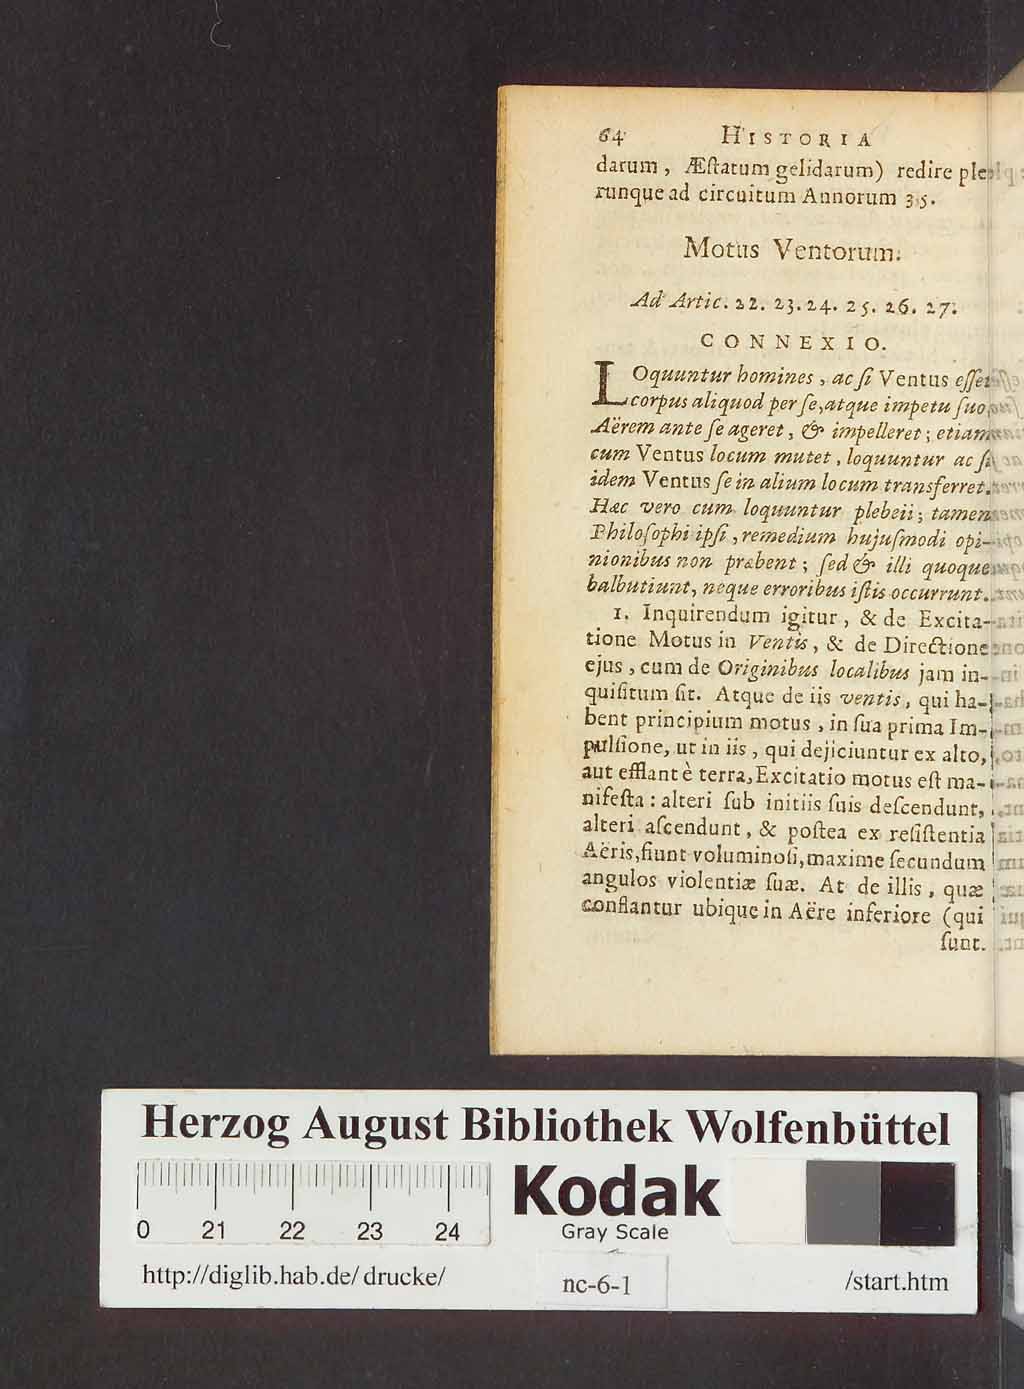 64 HISTORIA
darum, Æſtatum gelidarum) redire ple-
runque ad circuitum Annorum 35.
Motus Ventorum.
Ad Artic. 22. 23. 24. 25. 26. 27.
CONNEXIO.
LOquuntur homines, ac ſi Ventus eſſet
corpus aliquod per ſe, atque impetu ſuo
Aërem ante ſe ageret, & impelleret; etiam
cum Ventus locum mutet, loquuntur ac ſi
idem Ventus ſe in alium locum transferret.
Hæc vero cum loquuntur plebeii; tamen
Philoſophi ipſi, remedium hujuſmodi opi-
nionibus non præbent; ſed & illi quoque
balbutiunt, neque erroribus iſtis occurrunt.
1. Inquirendum igitur, & de Excita-
tione Motus in Ventis, & de Directione
ejus, cum de Originibus localibus jam in-
quiſitum ſit. Atque de iis ventis, qui ha-
bent principium motus, in ſua prima Im-
pulſione, ut in iis, qui dejiciuntur ex alto,
aut efflant è terra, Excitatio motus eſt ma-
nifeſta: alteri ſub initiis ſuis deſcendunt,
alteri aſcendunt, & poſtea ex reſiſtentia
Aëris, fiunt voluminoſi, maxime ſecundum
angulos violentiæ ſuæ. At de illis, quæ
conflantur ubique in Aëre inferiore (qui
ſunt.
Herzog August Bibliothek Wolfenbüttel
0 21 22 23 24
Kodak
Gray Scale
http://diglib.hab.de/drucke/ nc-6-1 /start.htm